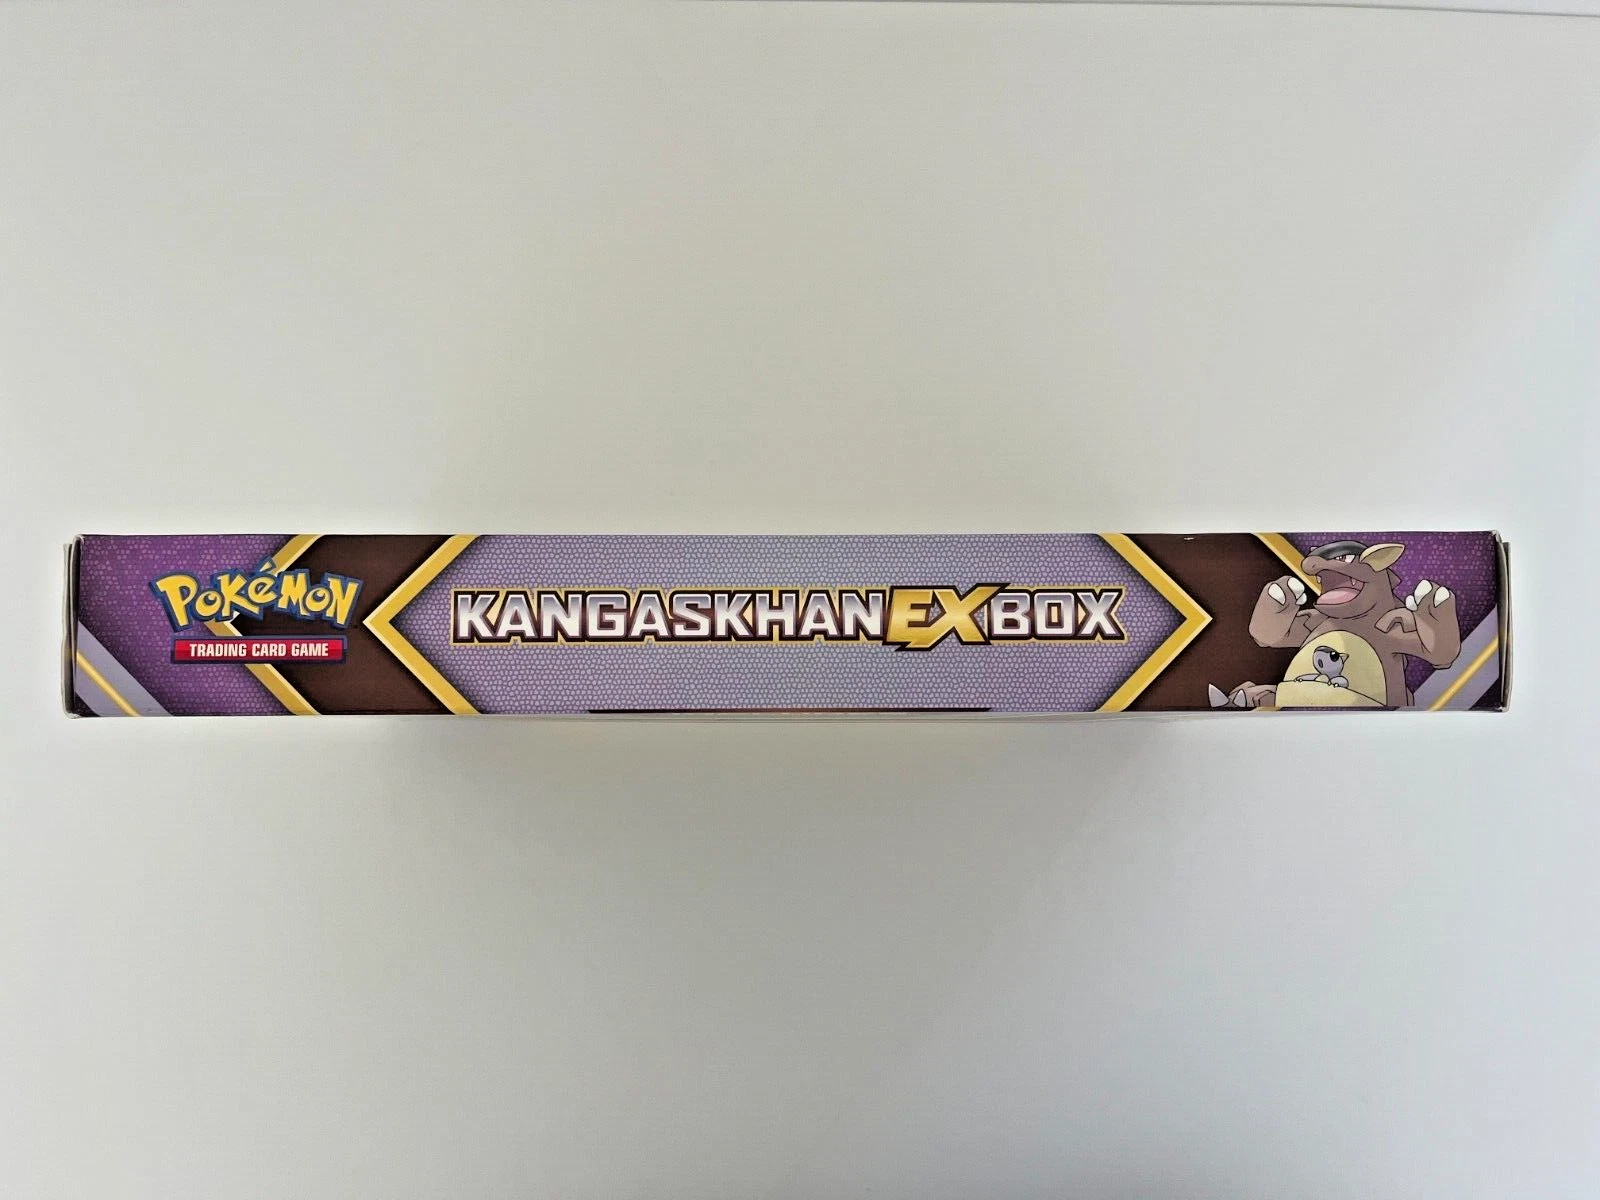 POKéMON
TRADING CARD GAME
KANGASKHAN EX BOX